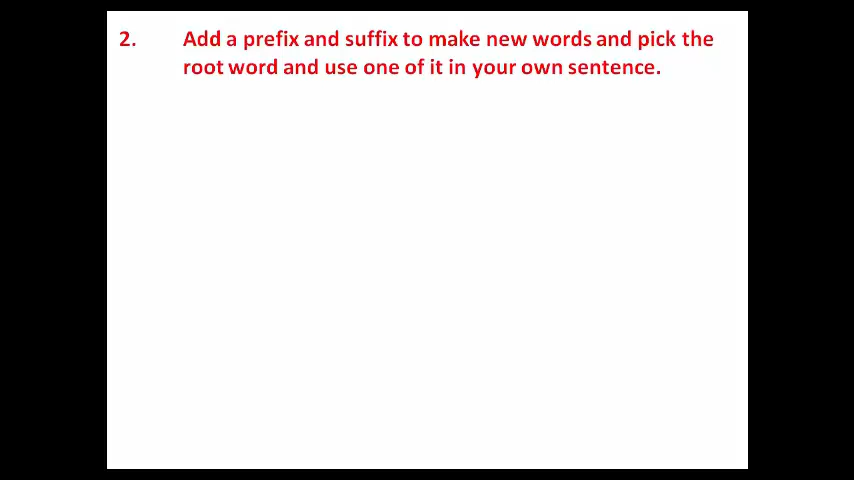 2. Add a prefix and suffix to make new words and pick the
root word and use one of it in your own sentence.